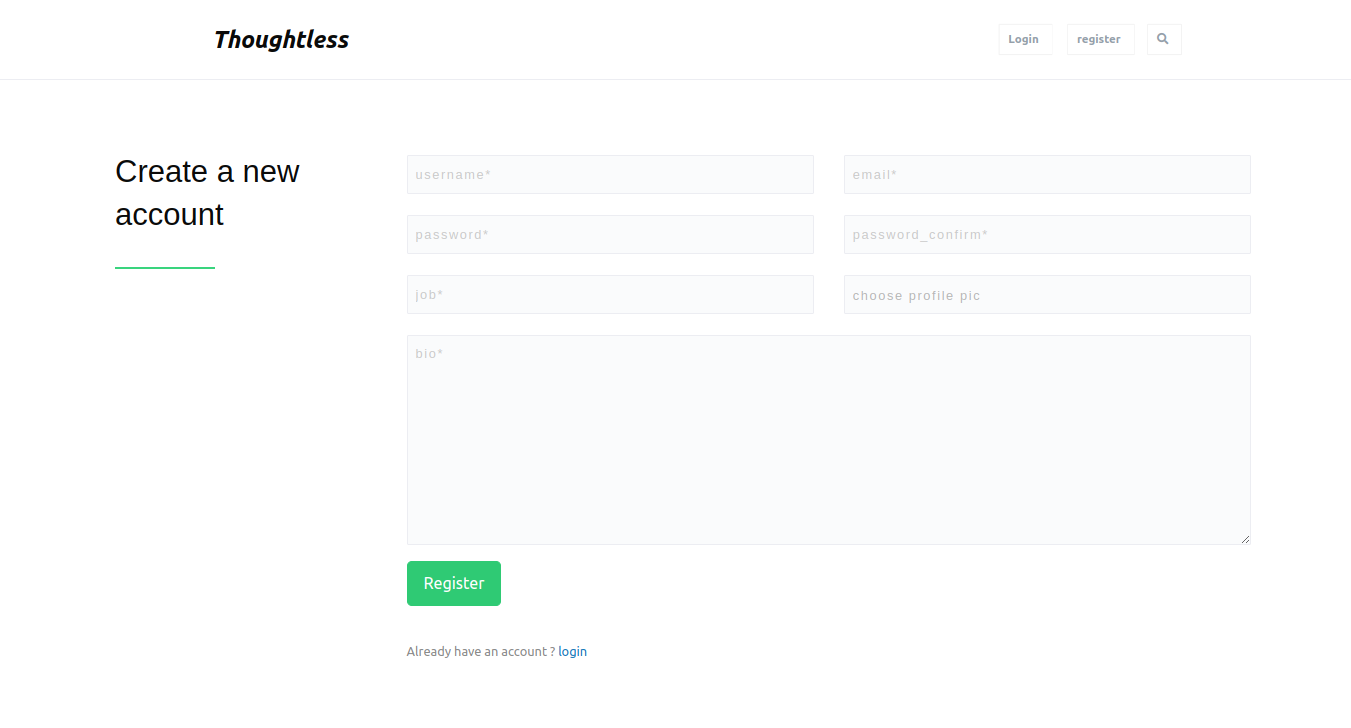 Thoughtless
Login
register
Create a new
account
username*
email*
password*
password_confirm*
job*
choose profile pic
bio*
Register
Already have an account ? login